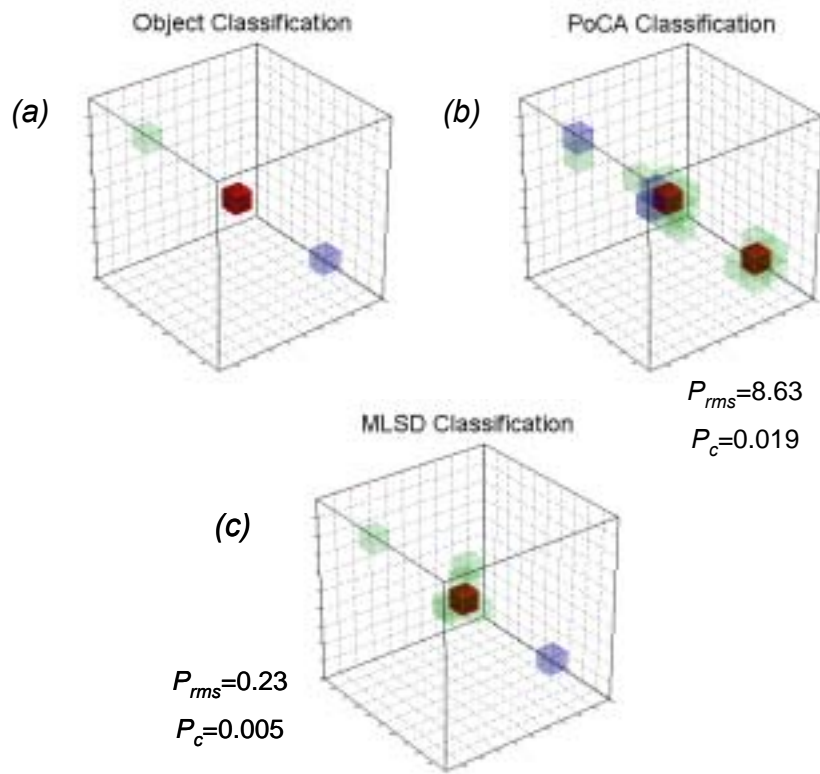 Object Classification
PoCA Classification
(a)
(b)
P_rms=8.63
P_c=0.019
MLSD Classification
(c)
P_rms=0.23
P_c=0.005